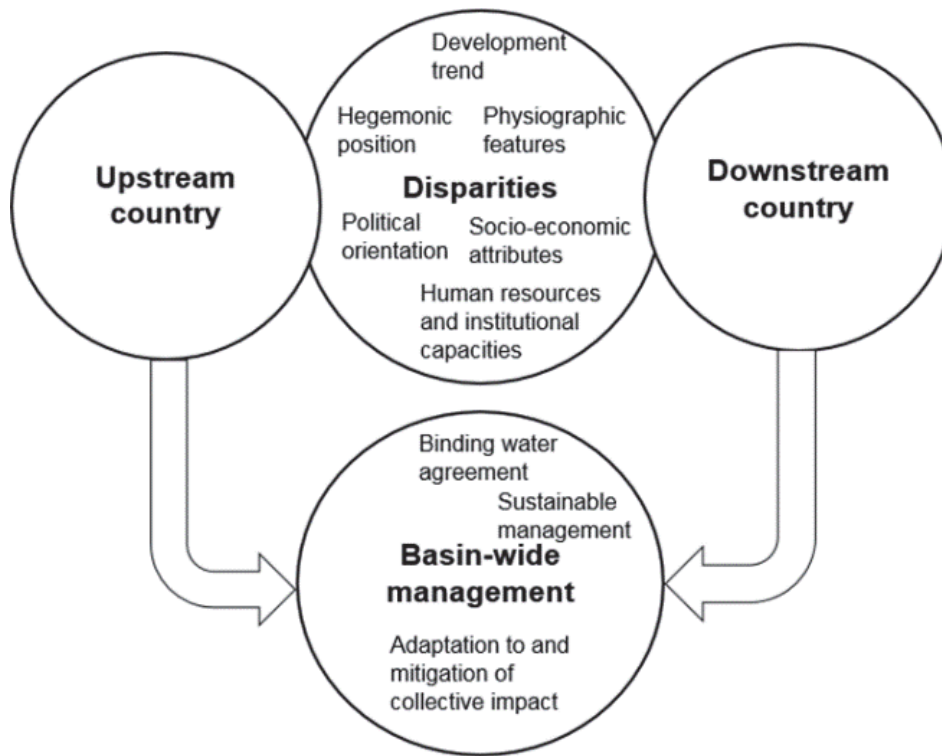 Upstream
country
Development
trend
Hegemonic
position
Physiographic
features
Disparities
Political
orientation
Socio-economic
attributes
Human resources
and institutional
capacities
Downstream
country
Binding water
agreement
Sustainable
management
Basin-wide
management
Adaptation to and
mitigation of
collective impact